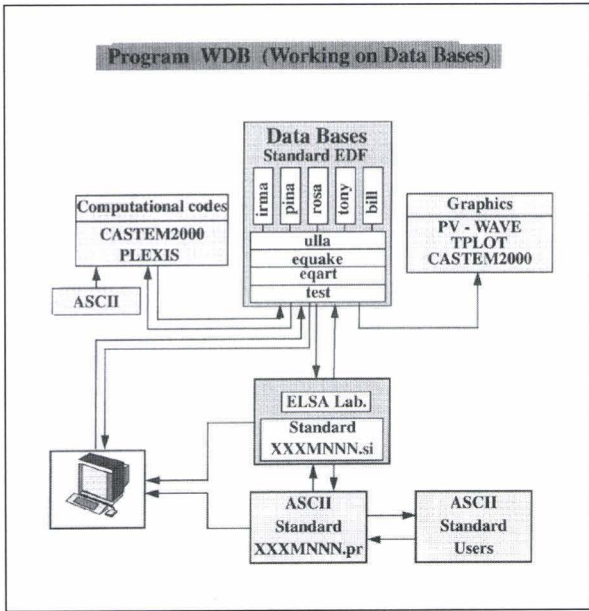 Program WDB (Working on Data Bases)
Data Bases
Standard EDF
irma
pina
rosa
tony
bill
ulla
equake
eqart
test
Computational codes
CASTEM2000
PLEXIS
ASCII
Graphics
PV - WAVE
TPLOT
CASTEM2000
ELSA Lab.
Standard
XXXMNNN.si
ASCII
Standard
XXXMNNN.pr
ASCII
Standard
Users